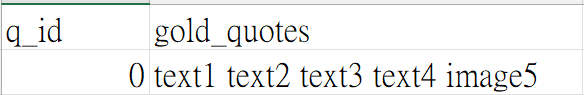 q_id gold_quotes
0 text1 text2 text3 text4 image5